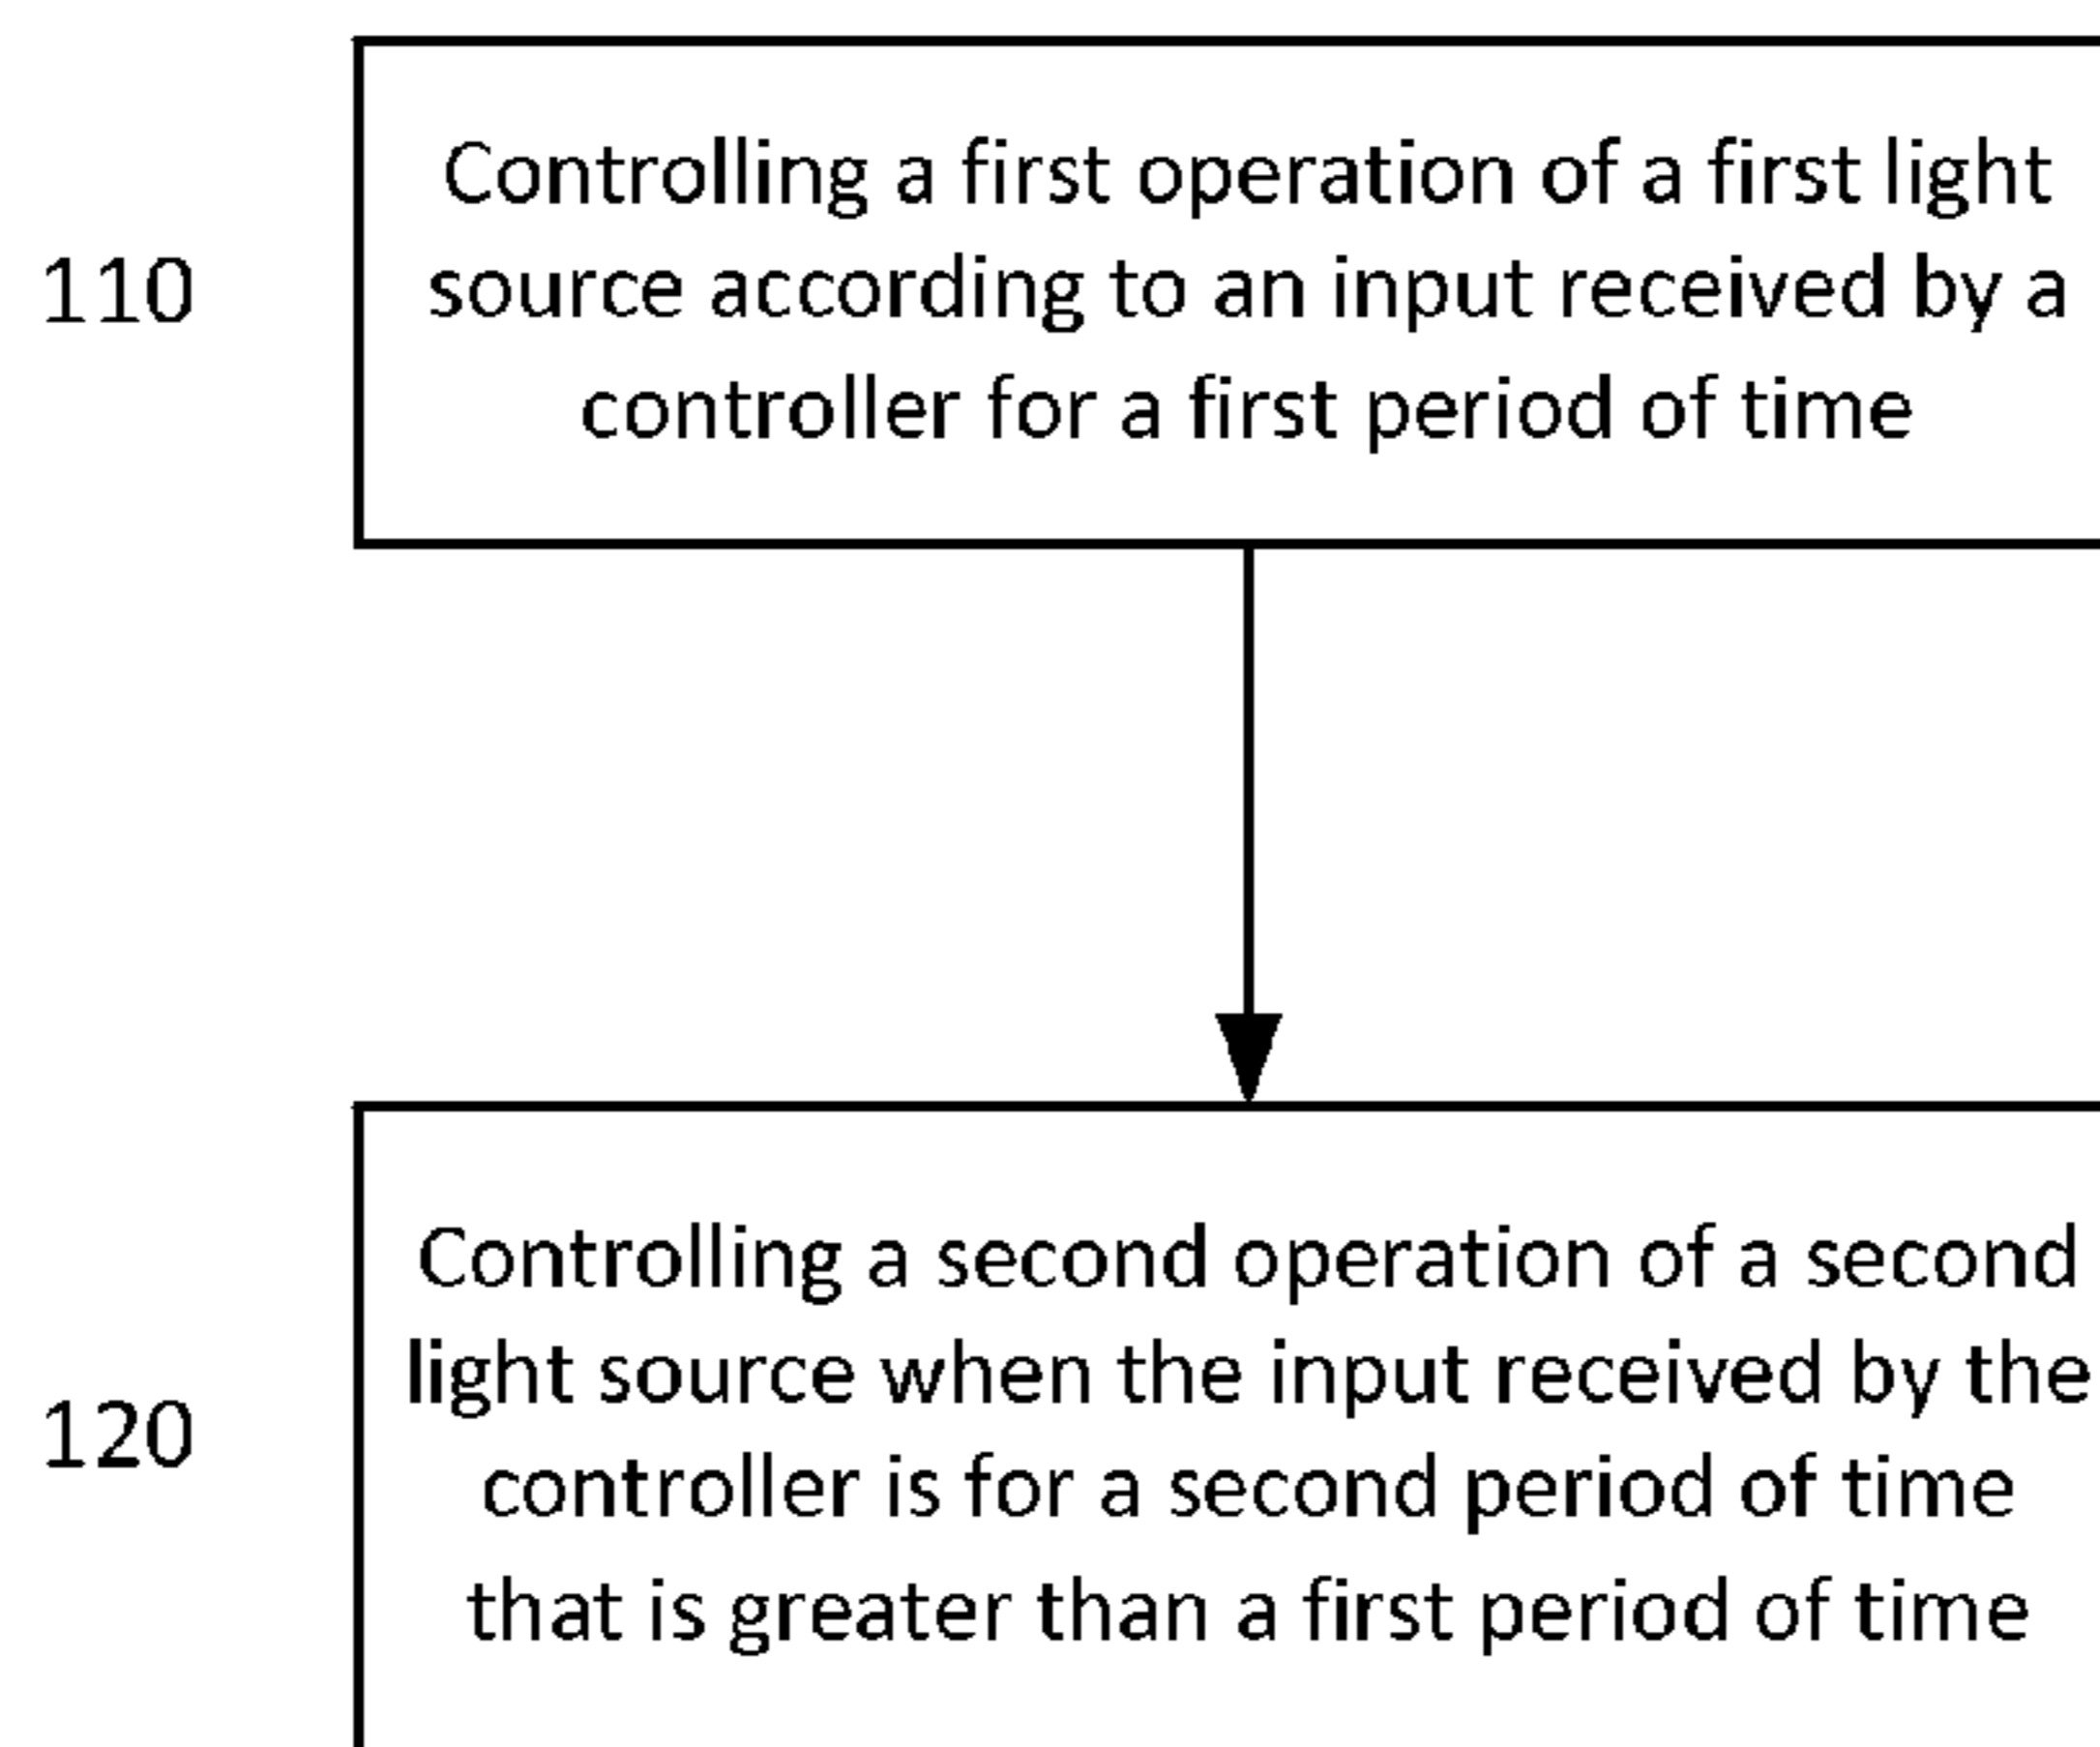 Controlling a first operation of a first light
110
source according to an input received by a
controller for a first period of time
Controlling a second operation of a second
light source when the input received by the
120
controller is for a second period of time
that is greater than a first period of time